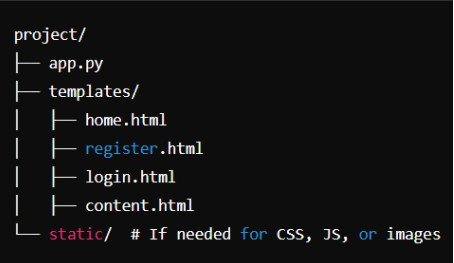 project/
├── app.py
├── templates/
│   ├── home.html
│   ├── register.html
│   ├── login.html
│   ├── content.html
└── static/  # If needed for CSS, JS, or images